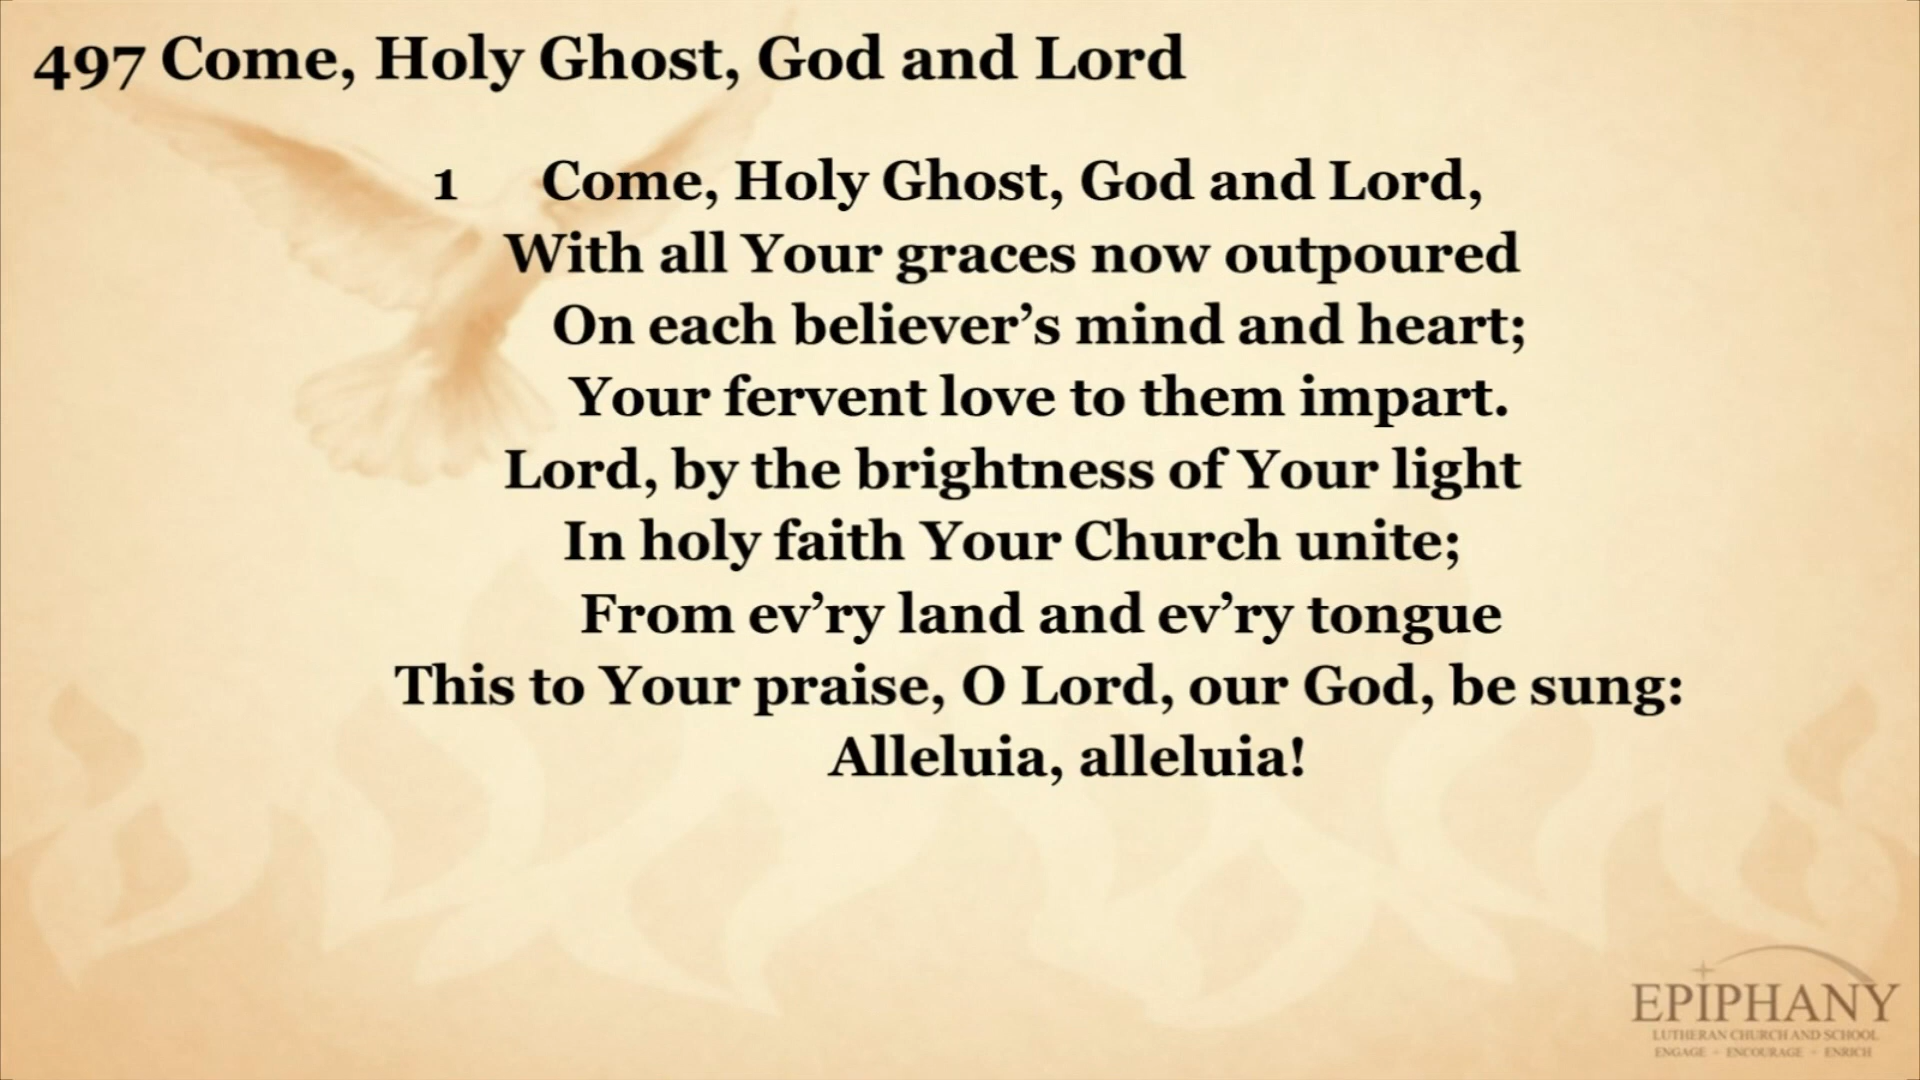 497 Come, Holy Ghost, God and Lord
1 Come, Holy Ghost, God and Lord,
With all Your graces now outpoured
On each believer’s mind and heart;
Your fervent love to them impart.
Lord, by the brightness of Your light
In holy faith Your Church unite;
From ev’ry land and ev’ry tongue
This to Your praise, O Lord, our God, be sung:
Alleluia, alleluia!
EPIPHANY
LUTHERAN CHURCH AND SCHOOL
ENGAGE • ENCOURAGE • ENRICH